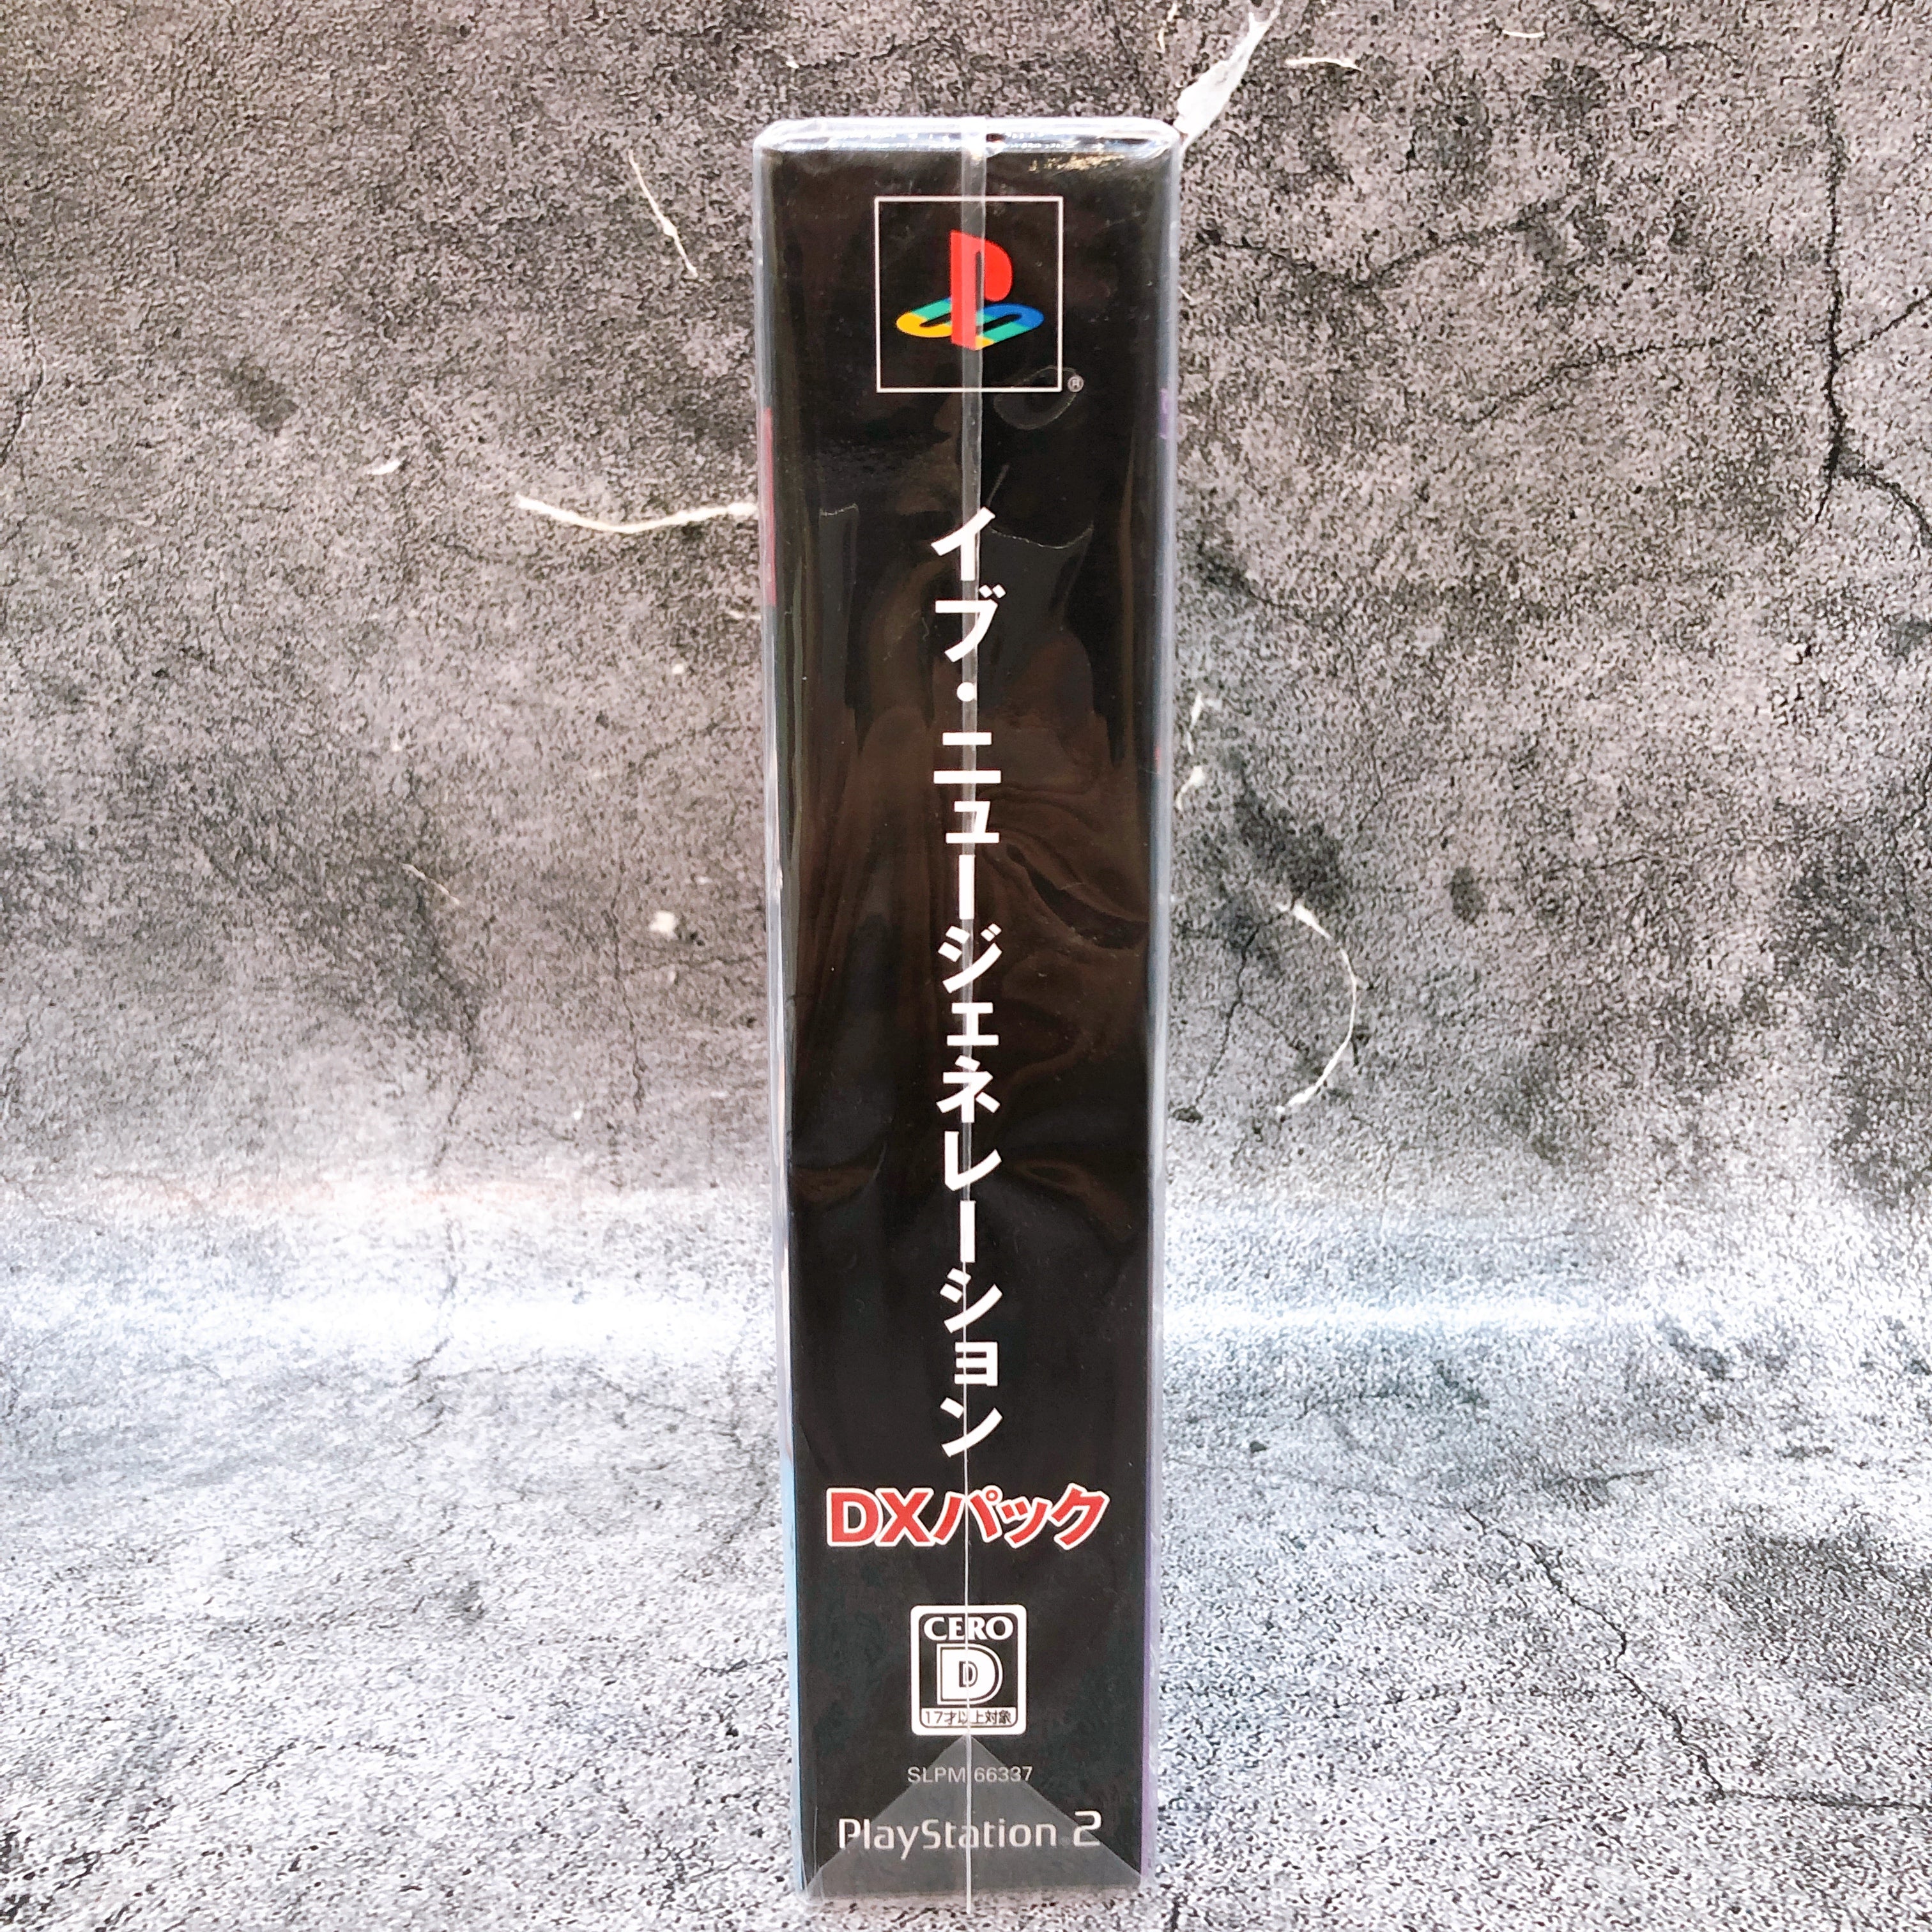 ®
イブ・ニュージェネレーション
DXパック
CERO
D
17才以上対象
SLPM 66337
PlayStation 2